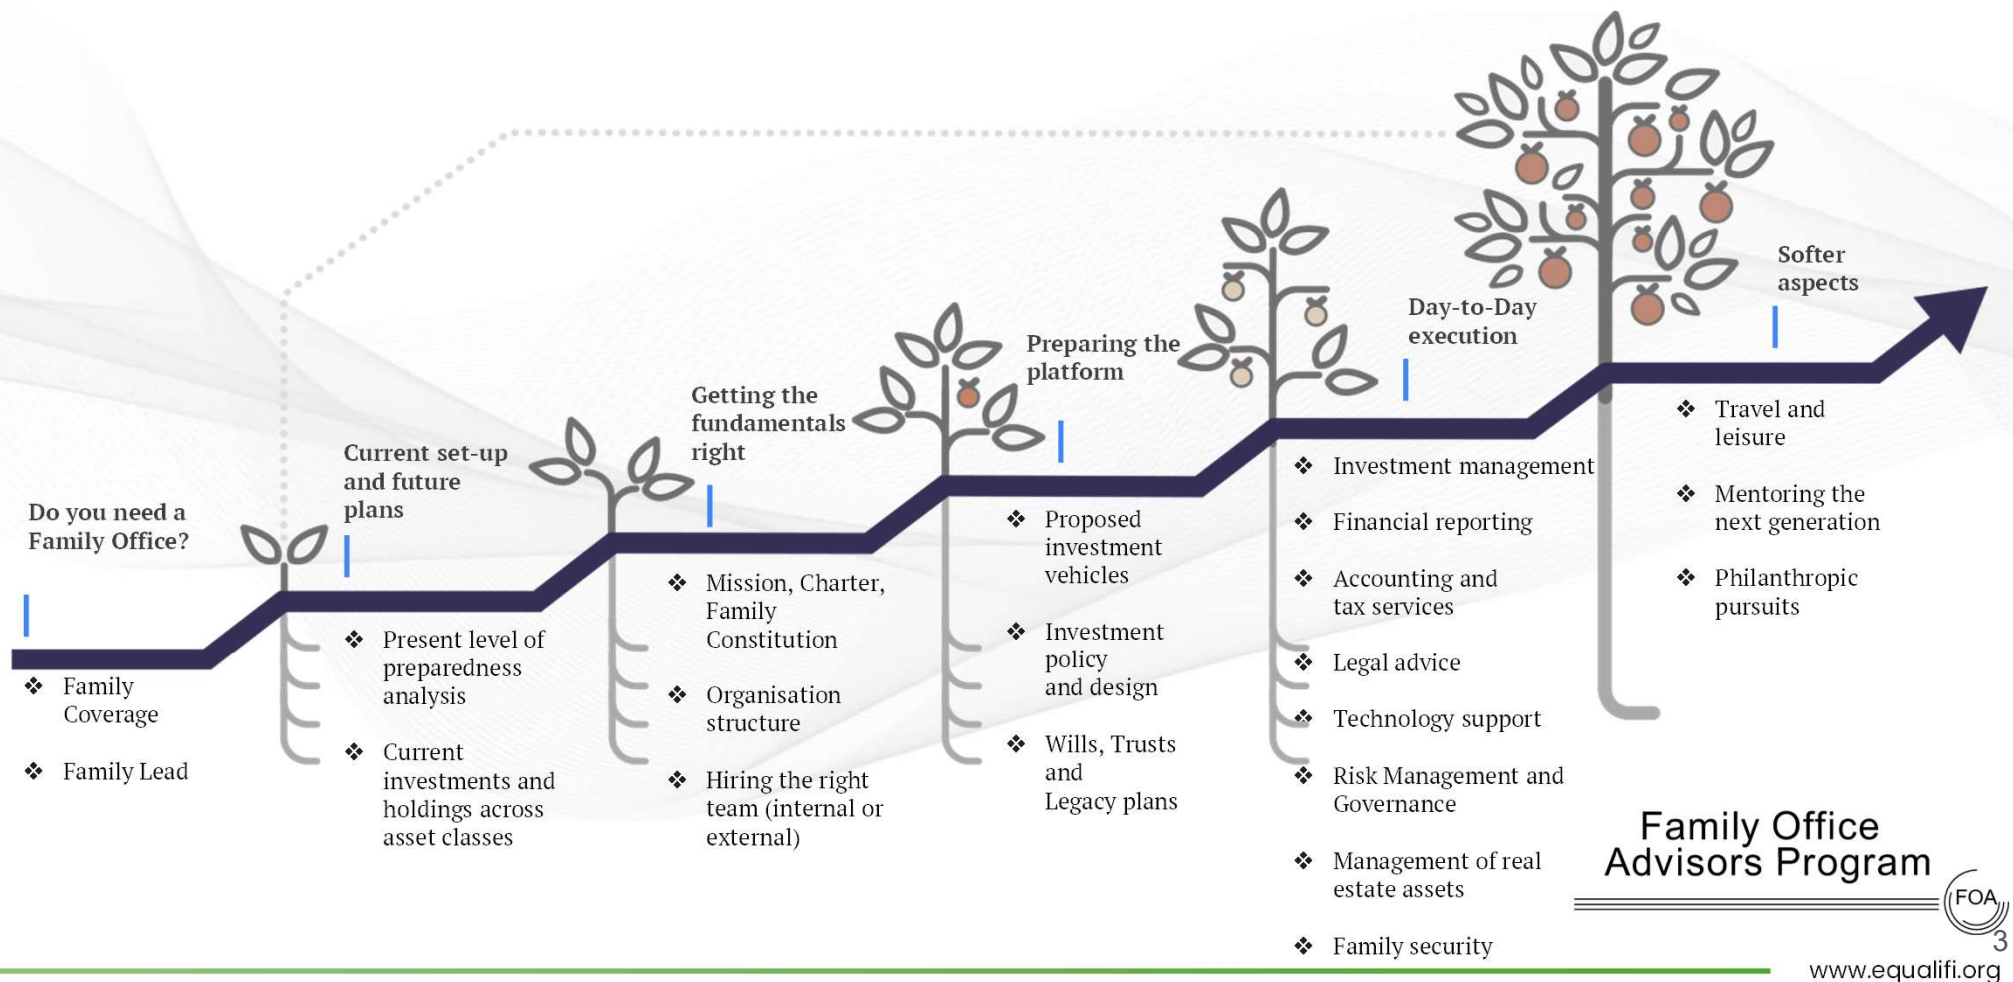 Do you need a
Family Office?
❖ Family
Coverage
❖ Family Lead
Current set-up
and future
plans
❖ Present level of
preparedness
analysis
❖ Current
investments and
holdings across
asset classes
Getting the
fundamentals
right
❖ Mission, Charter,
Family
Constitution
❖ Organisation
structure
❖ Hiring the right
team (internal or
external)
Preparing the
platform
❖ Proposed
investment
vehicles
❖ Investment
policy
and design
❖ Wills, Trusts
and
Legacy plans
Day-to-Day
execution
❖ Investment management
❖ Financial reporting
❖ Accounting and
tax services
❖ Legal advice
❖ Technology support
❖ Risk Management and
Governance
❖ Management of real
estate assets
❖ Family security
Softer
aspects
❖ Travel and
leisure
❖ Mentoring the
next generation
❖ Philanthropic
pursuits
Family Office
Advisors Program
FOA
3
www.equalifi.org